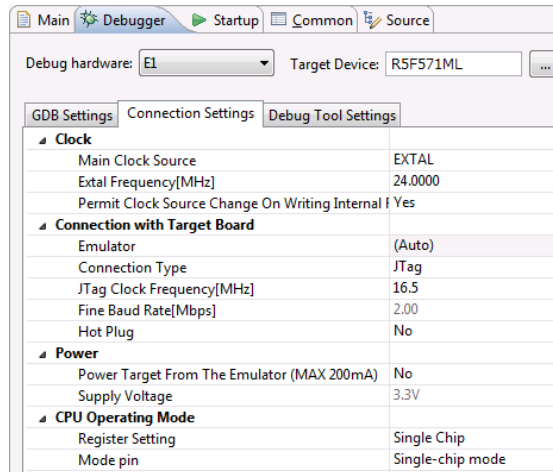 Main Debugger Startup Common Source
Debug hardware: E1 Target Device: R5F571ML ...
GDB Settings Connection Settings Debug Tool Settings
Clock
Main Clock Source EXTAL
Extal Frequency[MHz] 24.0000
Permit Clock Source Change On Writing Internal F Yes
Connection with Target Board
Emulator (Auto)
Connection Type JTag
JTag Clock Frequency[MHz] 16.5
Fine Baud Rate[Mbps] 2.00
Hot Plug No
Power
Power Target From The Emulator (MAX 200mA) No
Supply Voltage 3.3V
CPU Operating Mode
Register Setting Single Chip
Mode pin Single-chip mode